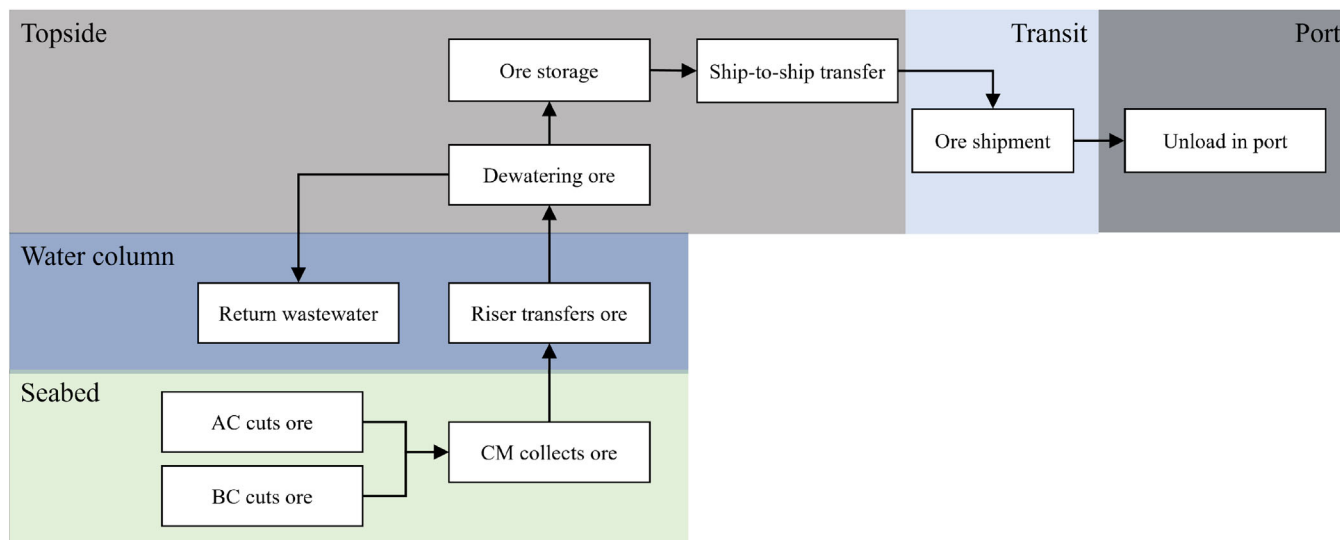 Topside
Transit
Port
Ore storage
Ship-to-ship transfer
Ore shipment
Unload in port
Dewatering ore
Water column
Return wastewater
Riser transfers ore
Seabed
AC cuts ore
CM collects ore
BC cuts ore